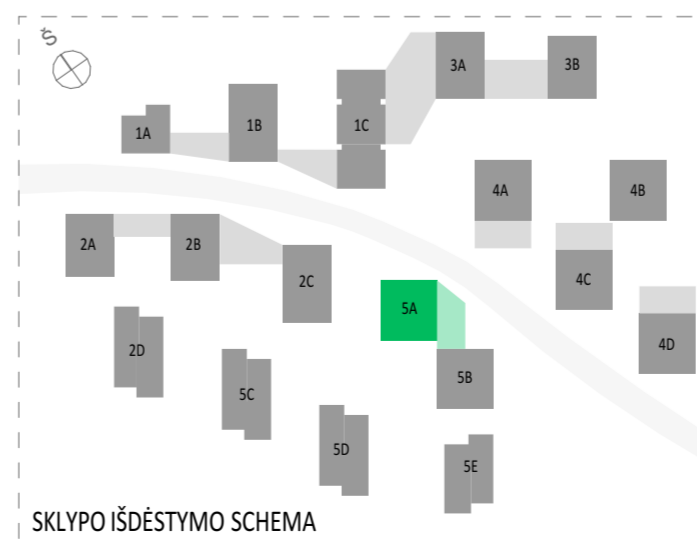 Š
3A
3B
1A
1B
1C
4A
4B
2A
2B
2C
4C
5A
4D
2D
5B
5C
5D
5E
SKLYPO IŠDĖSTYMO SCHEMA